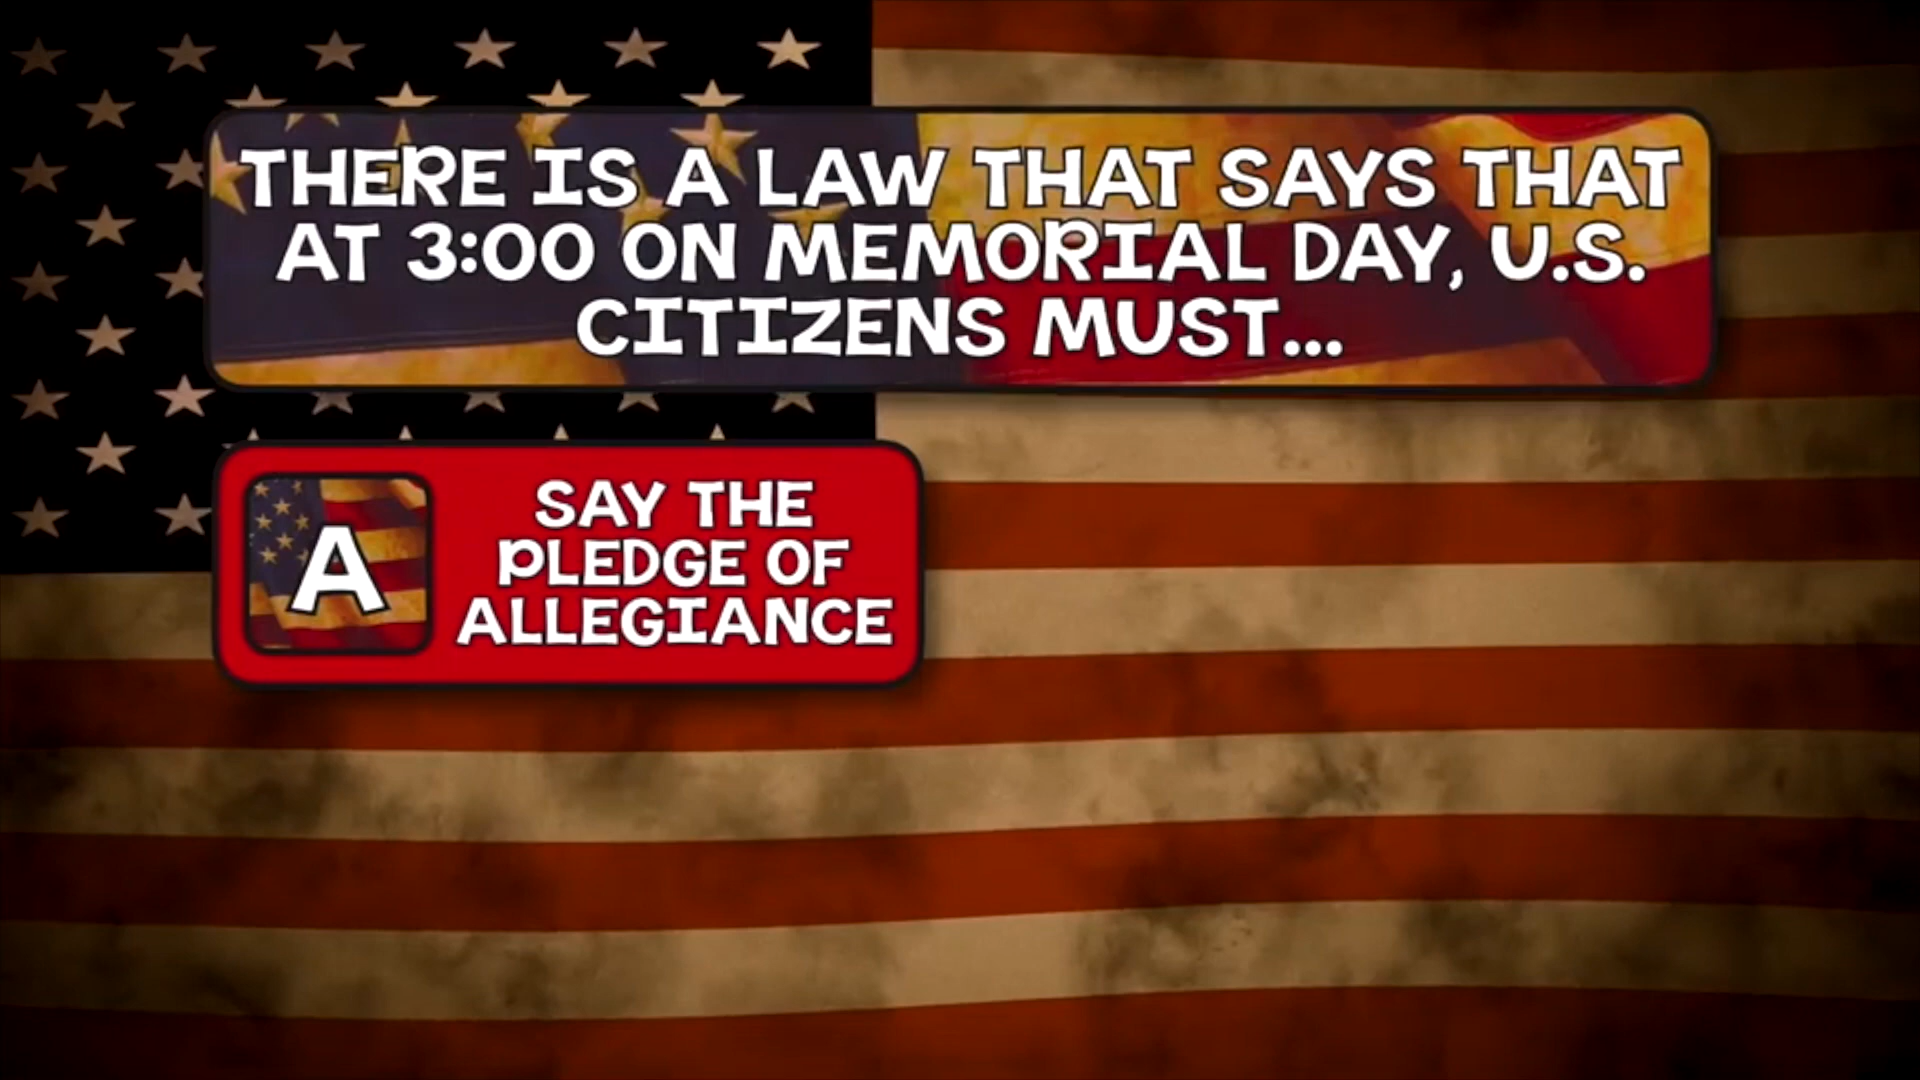 THERE IS A LAW THAT SAYS THAT
AT 3:00 ON MEMORIAL DAY, U.S.
CITIZENS MUST...
A
SAY THE
PLEDGE OF
ALLEGIANCE